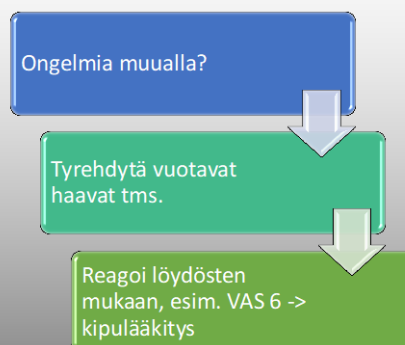 Ongelmia muualla?
Tyrehdytä vuotavat
haavat tms.
Reagoi löydösten
mukaan, esim. VAS 6 ->
kipulääkitys